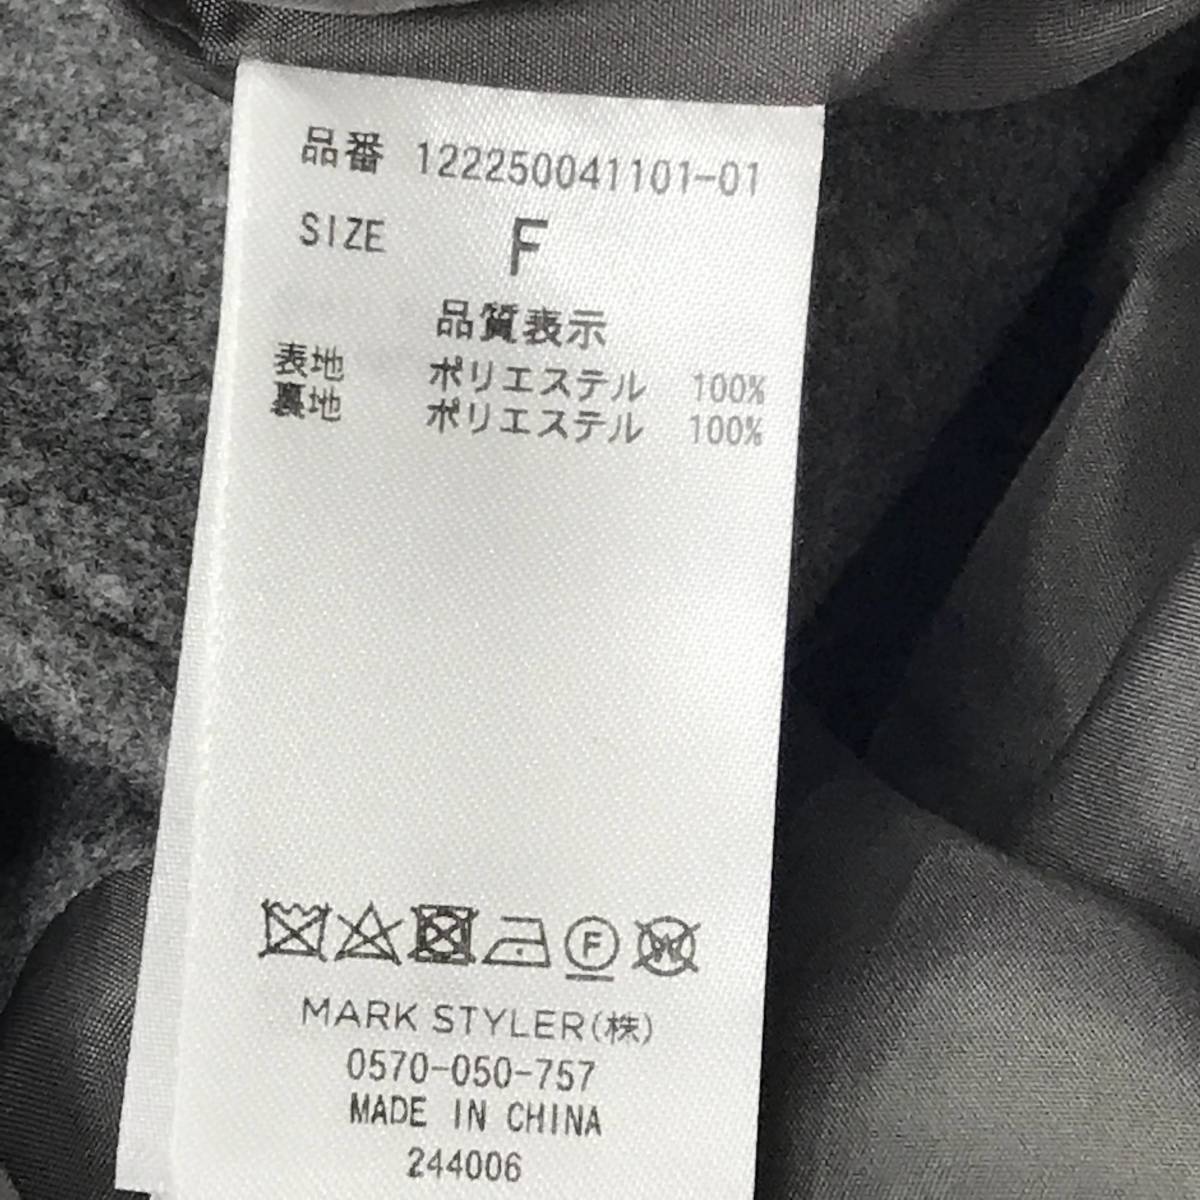 品番 122250041101-01
SIZE F
品質表示
表地 ポリエステル 100%
裏地 ポリエステル 100%
F W
MARK STYLER(株)
0570-050-757
MADE IN CHINA
244006